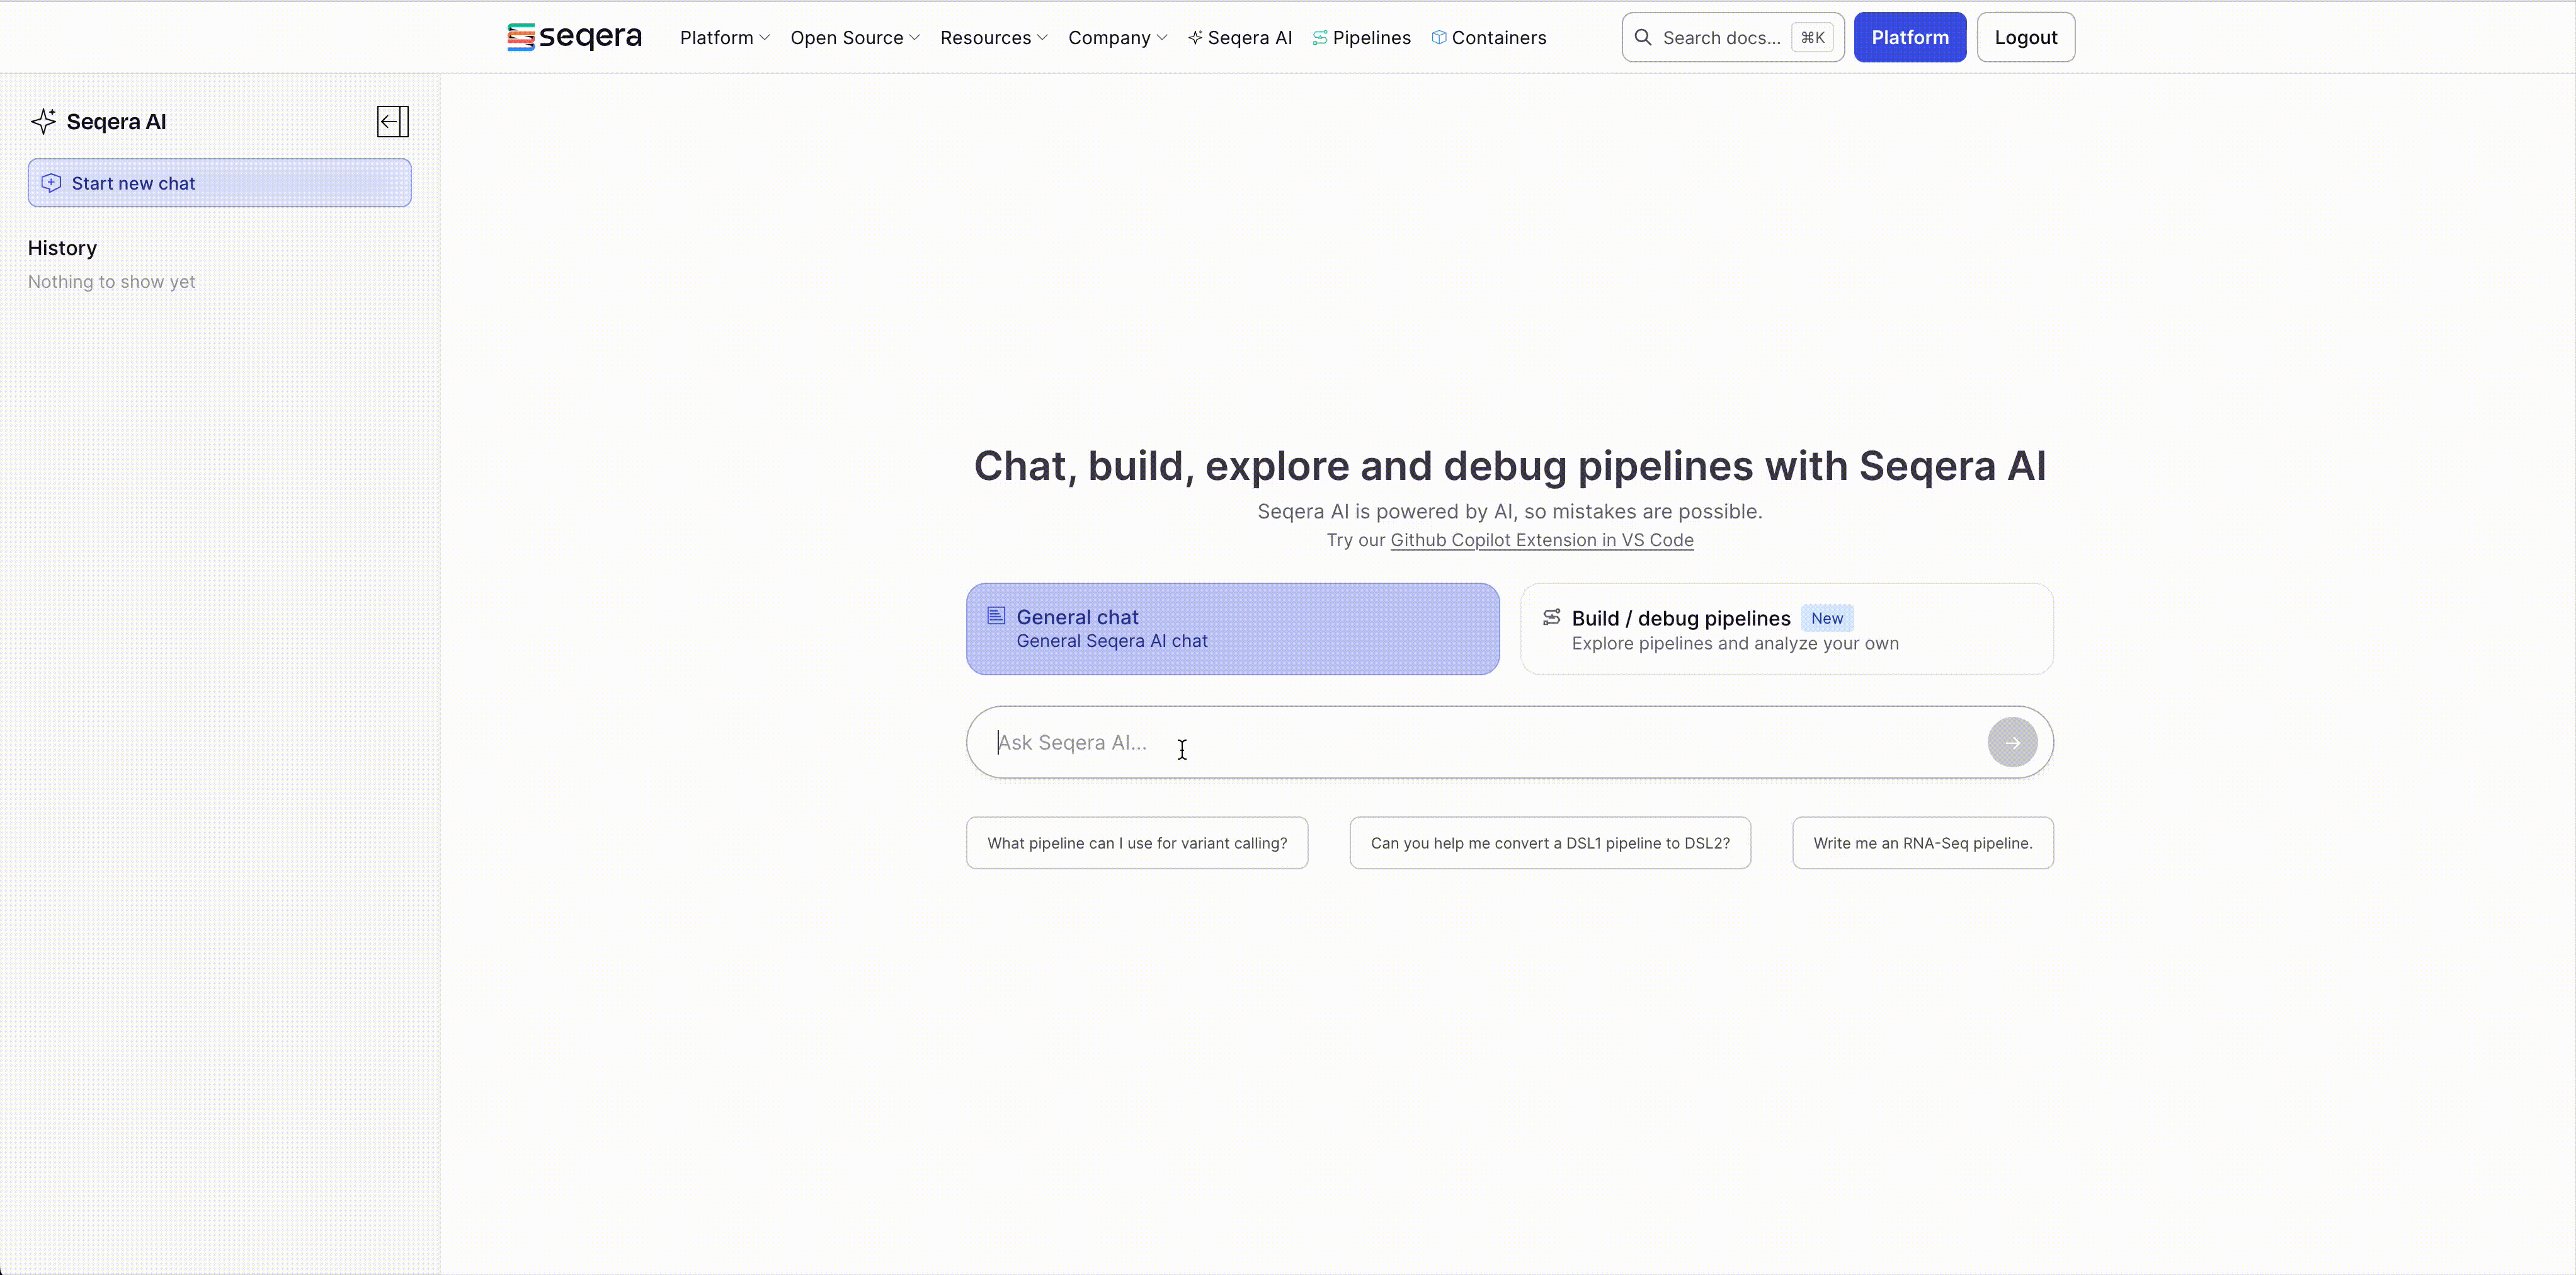 seqera
Platform
Open Source
Resources
Company
Seqera AI
Pipelines
Containers
Search docs...
⌘K
Platform
Logout
Seqera AI
Start new chat
History
Nothing to show yet
Chat, build, explore and debug pipelines with Seqera AI
Seqera AI is powered by AI, so mistakes are possible.
Try our Github Copilot Extension in VS Code
General chat
General Seqera AI chat
Build / debug pipelines
New
Explore pipelines and analyze your own
Ask Seqera AI...
What pipeline can I use for variant calling?
Can you help me convert a DSL1 pipeline to DSL2?
Write me an RNA-Seq pipeline.